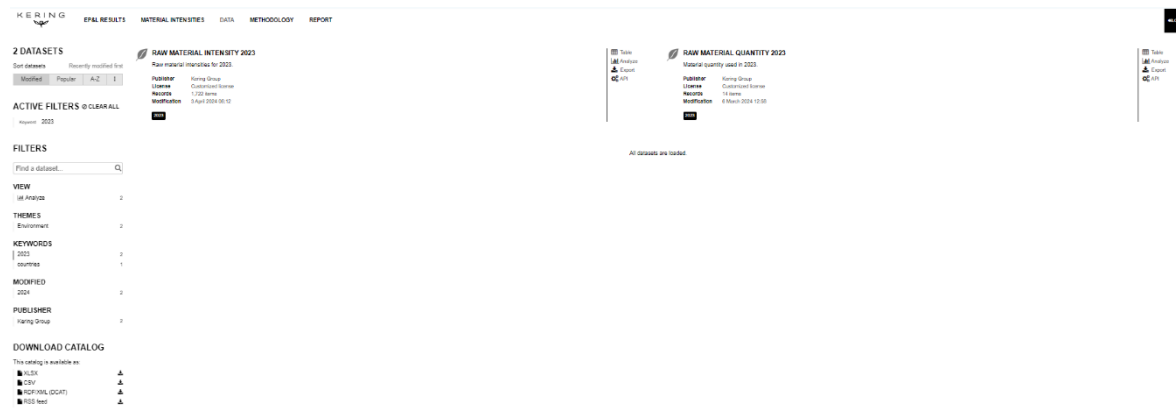 KERING
EP&L RESULTS MATERIAL INTENSITIES DATA METHODOLOGY REPORT
2 DATASETS
Sort datasets Recently modified first
Modified Popular A-Z
ACTIVE FILTERS CLEAR ALL
Keyword 2023
FILTERS
Find a dataset...
VIEW
Analyze 2
THEMES
Environment 2
KEYWORDS
2023 2
countries 1
MODIFIED
2024 2
PUBLISHER
Kering Group 2
DOWNLOAD CATALOG
This catalog is available as:
XLSX
CSV
RDF/XML (DCAT)
RSS feed
RAW MATERIAL INTENSITY 2023
Raw material intensities for 2023.
Publisher Kering Group
License Customized license
Records items
Modification April 2024
2023
Table
Analyze
Export
API
RAW MATERIAL QUANTITY 2023
Material quantity used in 2023.
Publisher Kering Group
License Customized license
Records 14 items
Modification March 2024
2023
Table
Analyze
Export
API
All datasets are loaded.